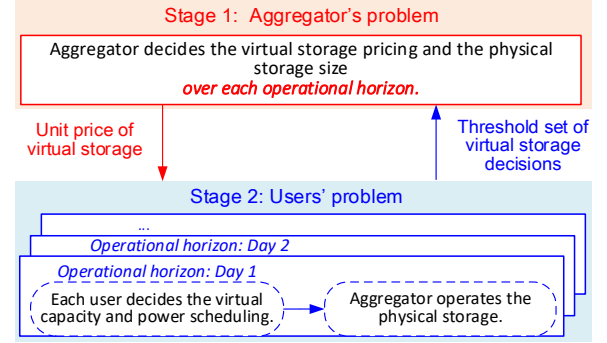 Stage 1:  Aggregator's problem
Aggregator decides the virtual storage pricing and the physical
storage size
over each operational horizon.
Unit price of
virtual storage
Threshold set of
virtual storage
decisions
Stage 2: Users' problem
...
Operational horizon: Day 2
Operational horizon: Day 1
Each user decides the virtual
capacity and power scheduling.
Aggregator operates the
physical storage.